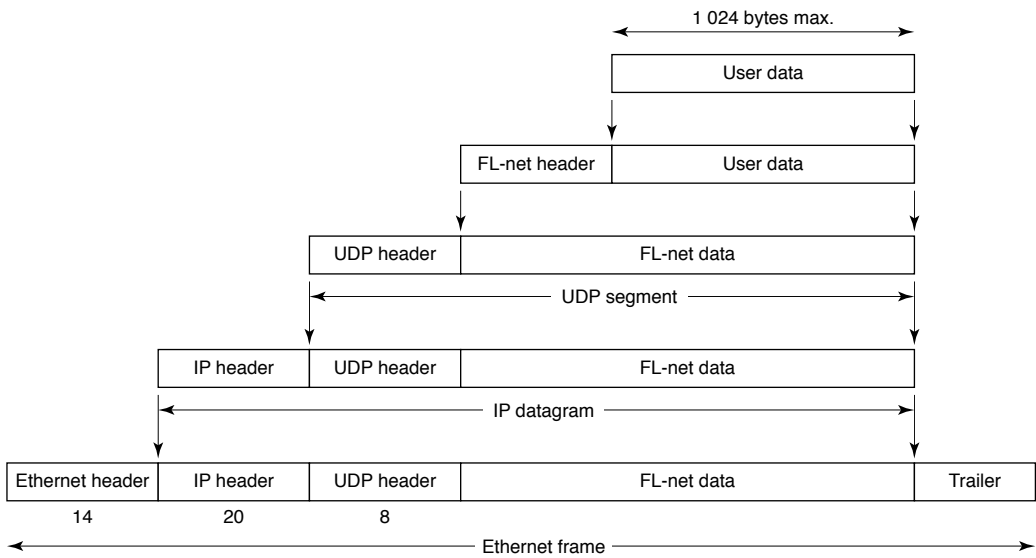 1 024 bytes max.
User data
FL-net header User data
UDP header FL-net data
UDP segment
IP header UDP header FL-net data
IP datagram
Ethernet header IP header UDP header FL-net data Trailer
14 20 8
Ethernet frame